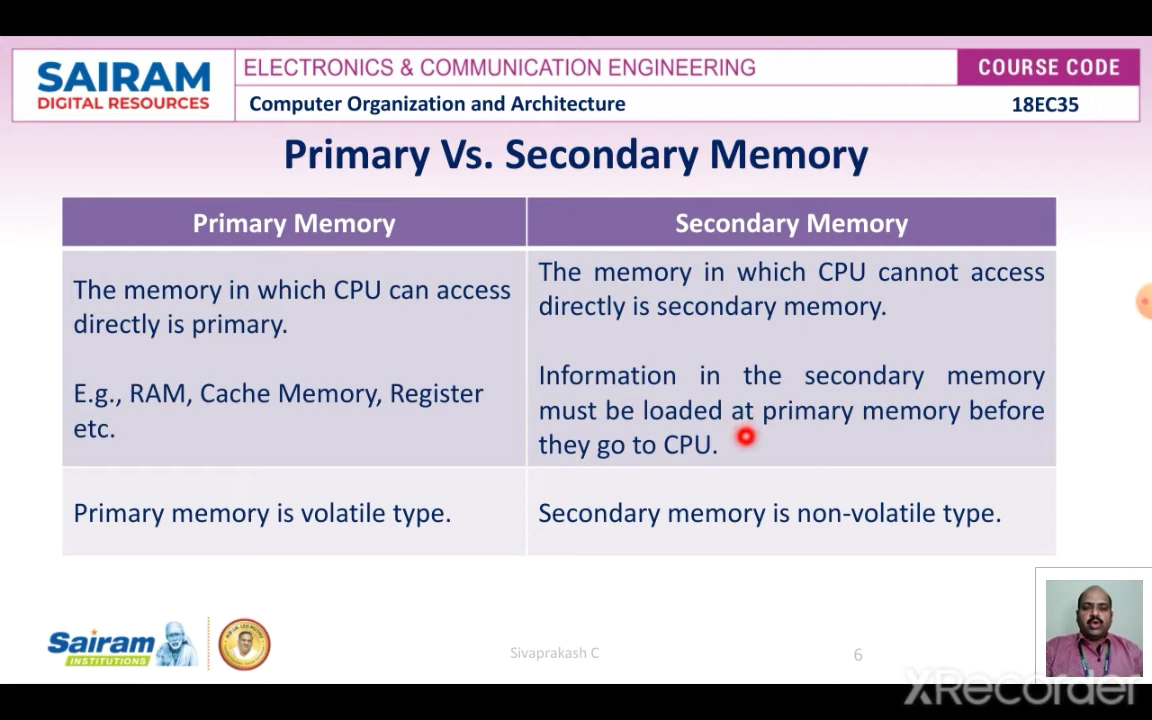 SAIRAM
DIGITAL RESOURCES
ELECTRONICS & COMMUNICATION ENGINEERING
COURSE CODE
Computer Organization and Architecture
18EC35
Primary Vs. Secondary Memory
Primary Memory
Secondary Memory
The memory in which CPU can access
directly is primary.
E.g., RAM, Cache Memory, Register
etc.
The memory in which CPU cannot access
directly is secondary memory.
Information in the secondary memory
must be loaded at primary memory before
they go to CPU.
Primary memory is volatile type.
Secondary memory is non-volatile type.
Sairam
INSTITUTIONS
Sivaprakash C
6
XRecorder